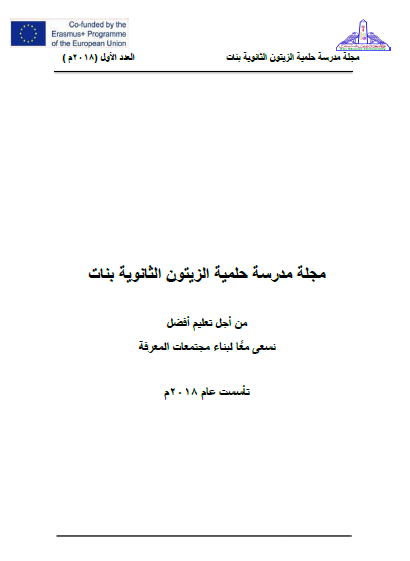 Co-funded by the
Erasmus+ Programme
of the European Union
مجلة مدرسة حلمية الزيتون الثانوية بنات
العدد الأول (٢٠١٨م )
مجلة مدرسة حلمية الزيتون الثانوية بنات
من أجل تعليم أفضل
نسعى معًا لبناء مجتمعات المعرفة
تأسست عام ٢٠١٨م